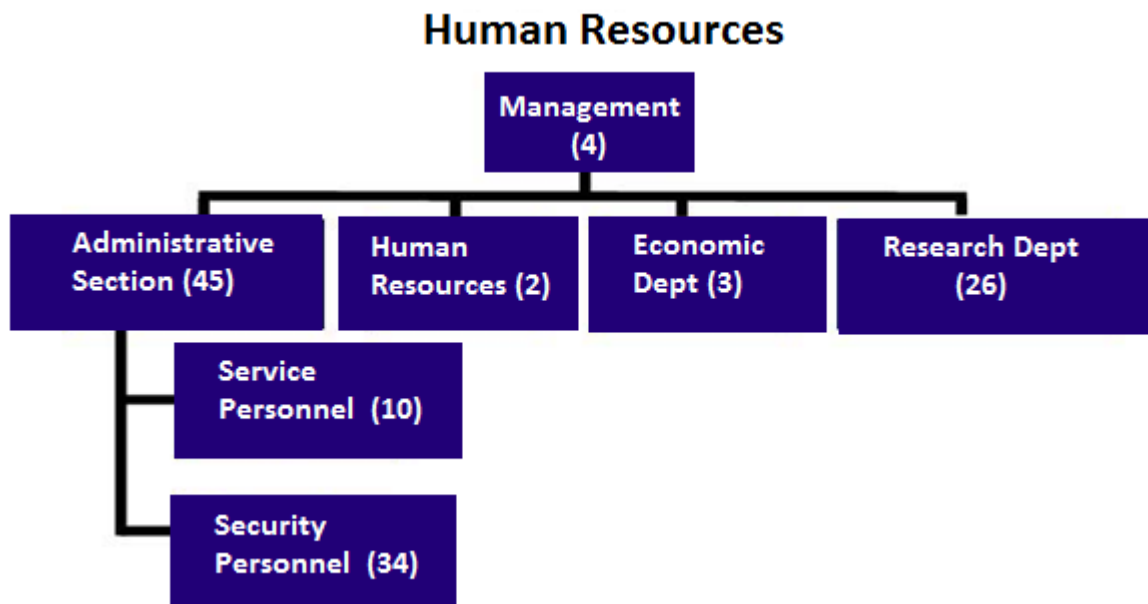 Human Resources
Management
(4)
Administrative
Section (45)
Human
Resources (2)
Economic
Dept (3)
Research Dept
(26)
Service
Personnel (10)
Security
Personnel (34)